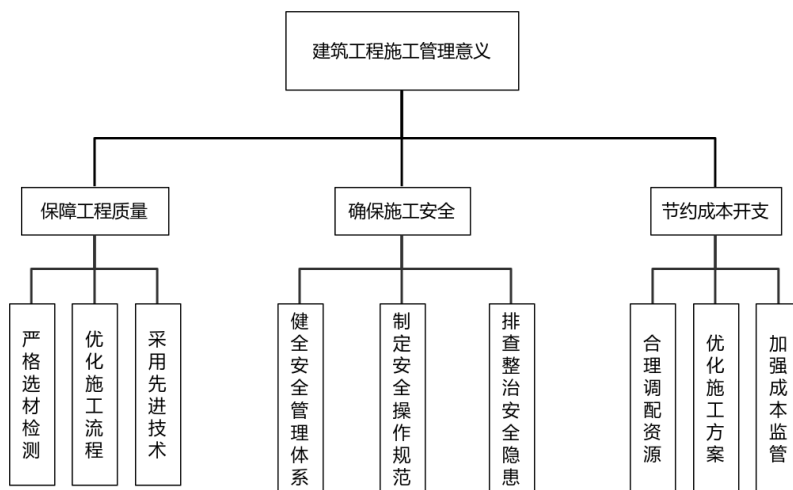 建筑工程施工管理意义
保障工程质量
确保施工安全
节约成本开支
严格选材检测
优化施工流程
采用先进技术
健全安全管理体系
制定安全操作规范
排查整治安全隐患
合理调配资源
优化施工方案
加强成本监管